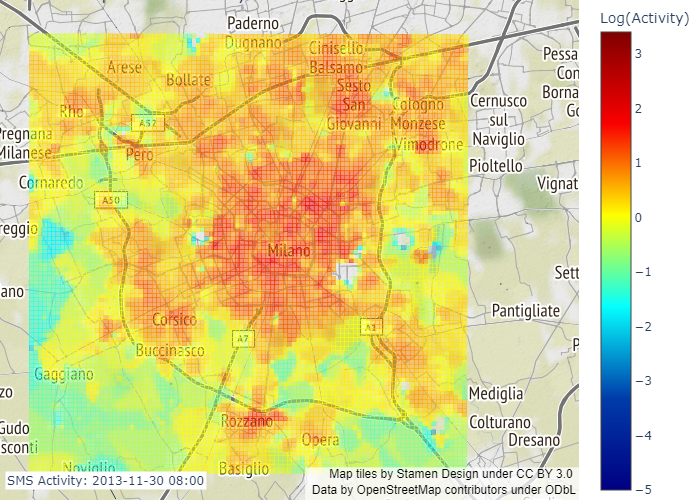 Log(Activity)
Paderno
Dugnano
Cinisello
Balsamo
Arese
Bollate
Sesto
San
Giovanni
Cologno
Monzese
Rho
A52
Pero
Vimodrone
Cernusco
sul
Naviglio
Pioltello
Pessa
Con
Borna
Go
Vignat
Pregnana
Milanese
Cornaredo
A50
reggio
Milano
ano
Sett
Pantigliate
P
Corsico
Buccinasco
A7
Gaggiano
zo
Gudo
sconti
Rozzano
Opera
Mediglia
Colturano
Dresano
Noviglio
Basiglio
3
2
1
0
−1
−2
−3
−4
−5
SMS Activity: 2013-11-30 08:00
Map tiles by Stamen Design under CC BY 3.0
Data by OpenStreetMap contributors under ODbL